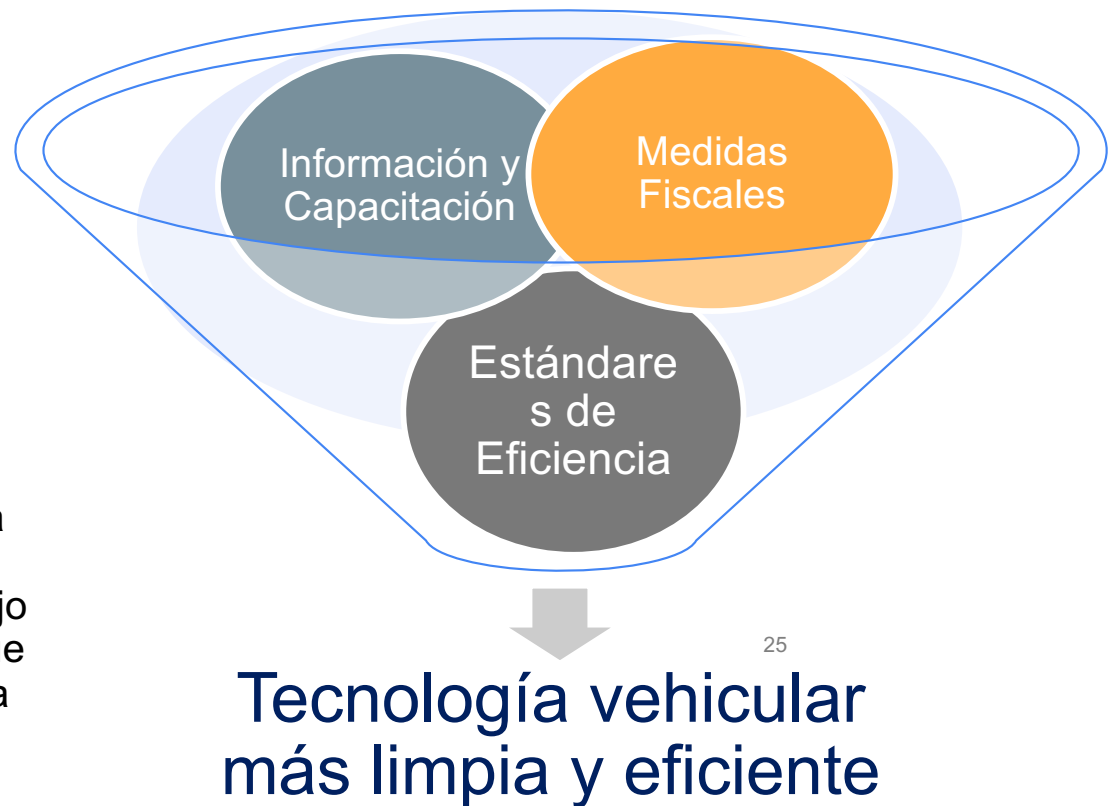 Información y
Capacitación
Medidas
Fiscales
Estándare
s de
Eficiencia
25
Tecnología vehicular
más limpia y eficiente